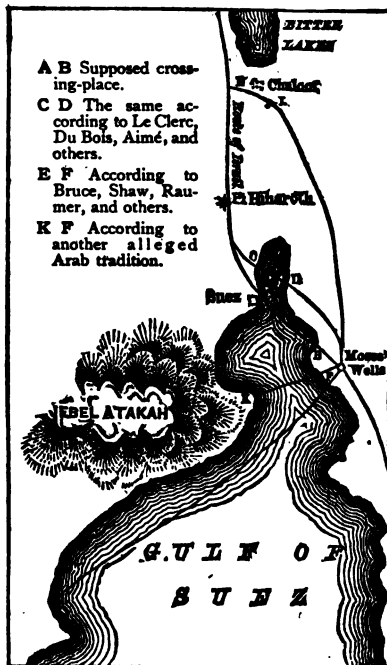 BITTER
LAKES
A B Supposed cross-
ing-place.
C D The same ac-
cording to Le Clerc,
Du Bois, Aimé, and
others.
E F According to
Bruce, Shaw, Rau-
mer, and others.
K F According to
another alleged
Arab tradition.
Chaloof
L
Route of Israel
Pi Hahiroth
C
D
Suez
B
Moses'
Wells
JEBEL ATAKAH
GULF OF
SUEZ